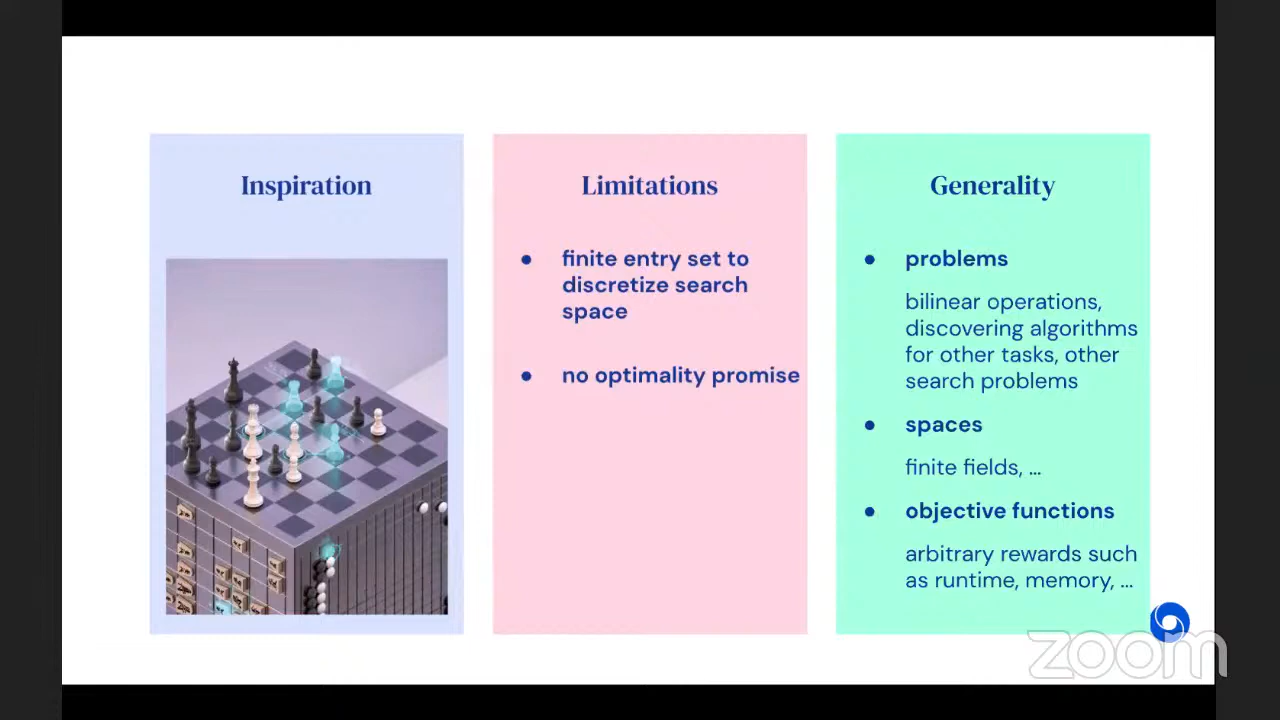 Inspiration
Limitations
• finite entry set to
discretize search
space
• no optimality promise
Generality
• problems
bilinear operations,
discovering algorithms
for other tasks, other
search problems
• spaces
finite fields, ...
• objective functions
arbitrary rewards such
as runtime, memory, ...
zoom